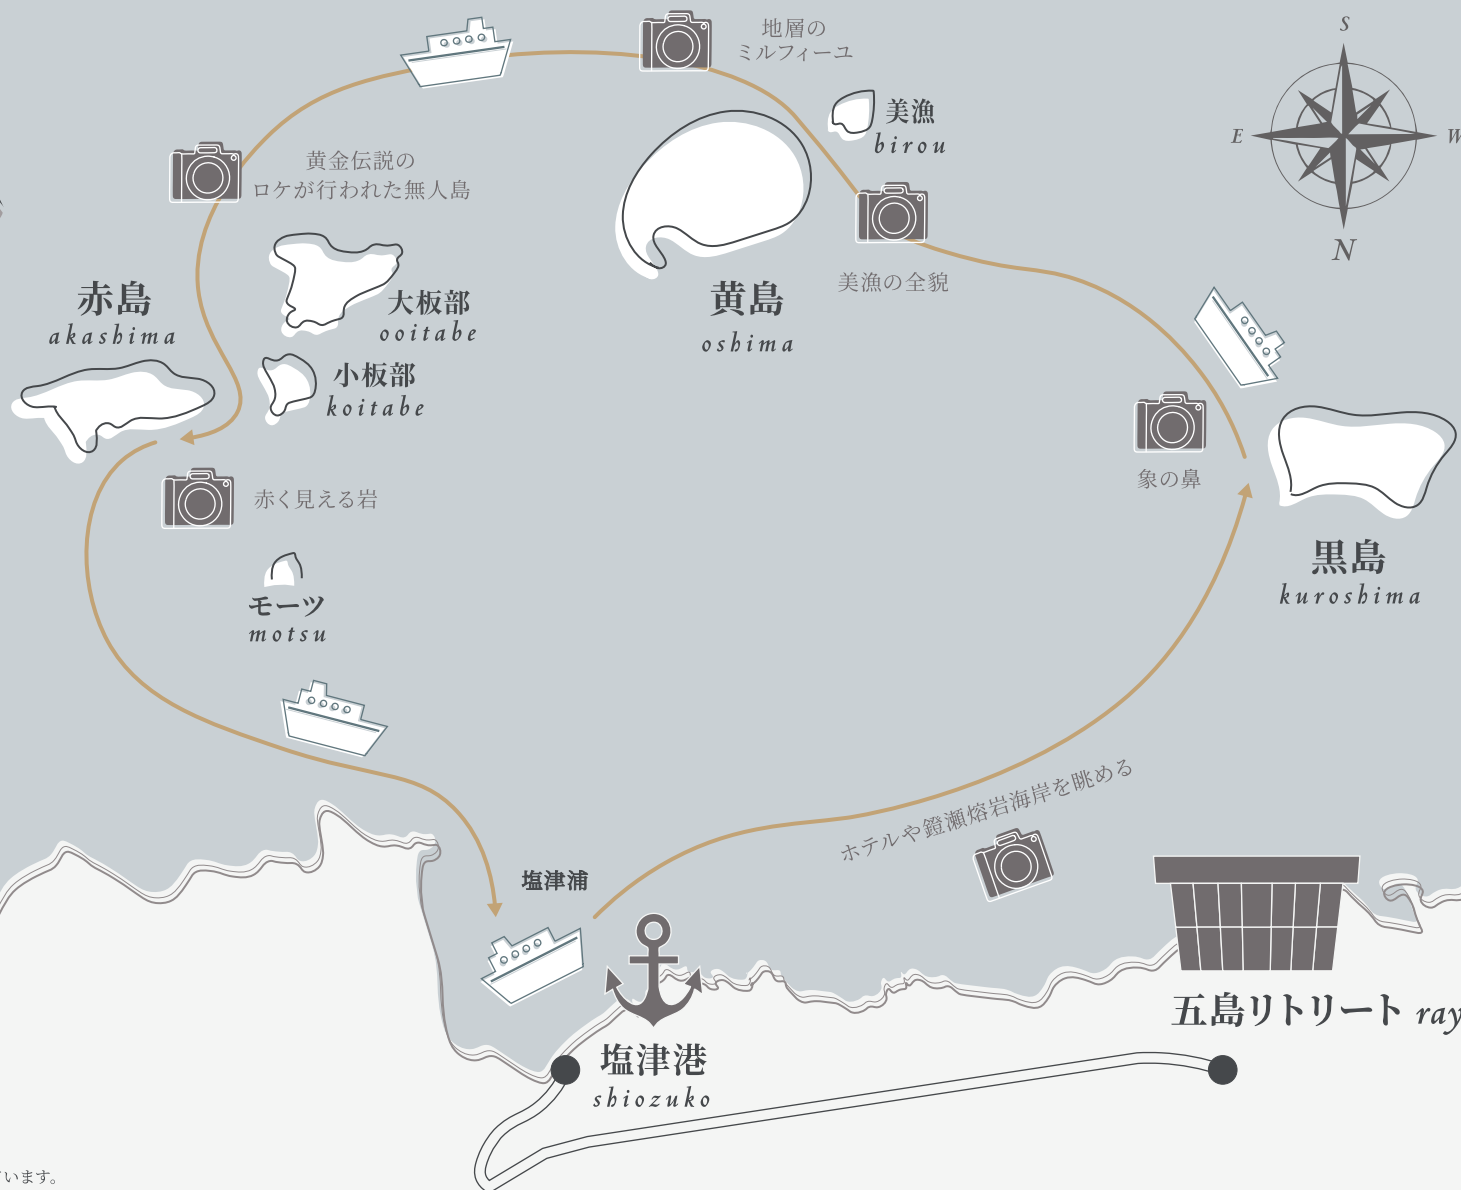 地層の
ミルフィーユ
S
E
W
N
美漁
birou
黄金伝説の
ロケが行われた無人島
赤島
akashima
大板部
ooitabe
小板部
koitabe
黄島
oshima
美漁の全貌
象の鼻
黒島
kuroshima
赤く見える岩
モーツ
motsu
ホテルや鐙瀬熔岩海岸を眺める
塩津浦
五島リトリート ray
塩津港
shiozuko
います。